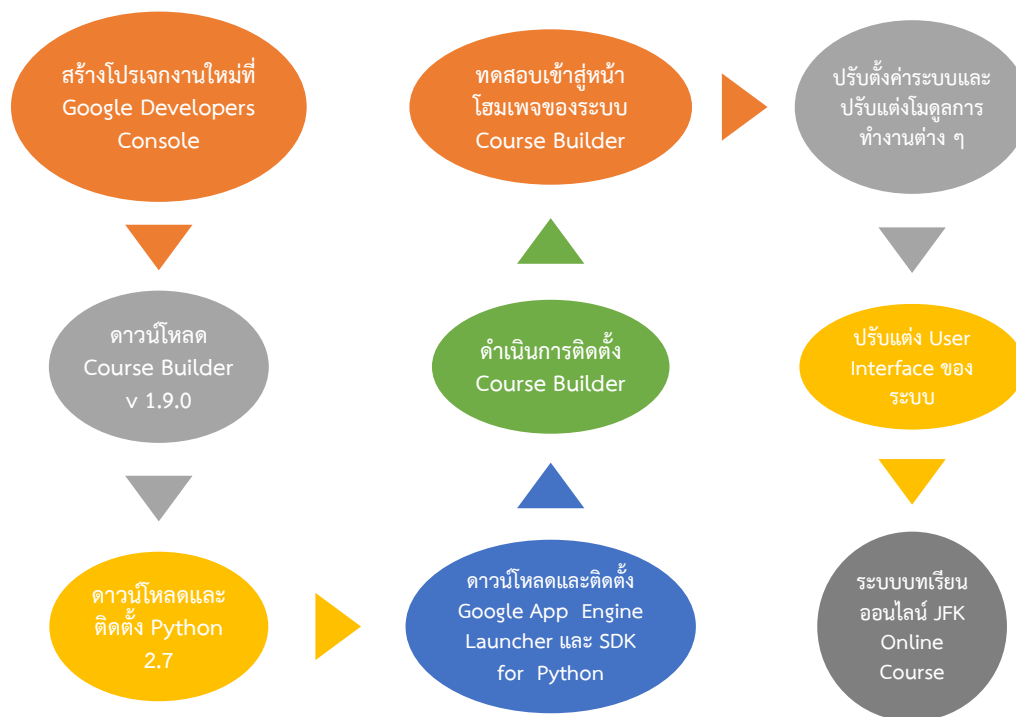 สร้างโปรเจกงานใหม่ที่
Google Developers
Console
ดาวน์โหลด
Course Builder
v 1.9.0
ดาวน์โหลดและ
ติดตั้ง Python
2.7
ดาวน์โหลดและติดตั้ง
Google App Engine
Launcher และ SDK
for Python
ดำเนินการติดตั้ง
Course Builder
ทดสอบเข้าสู่หน้า
โฮมเพจของระบบ
Course Builder
ปรับตั้งค่าระบบและ
ปรับแต่งโมดูลการ
ทำงานต่าง ๆ
ปรับแต่ง User
Interface ของ
ระบบ
ระบบบทเรียน
ออนไลน์ JFK
Online
Course